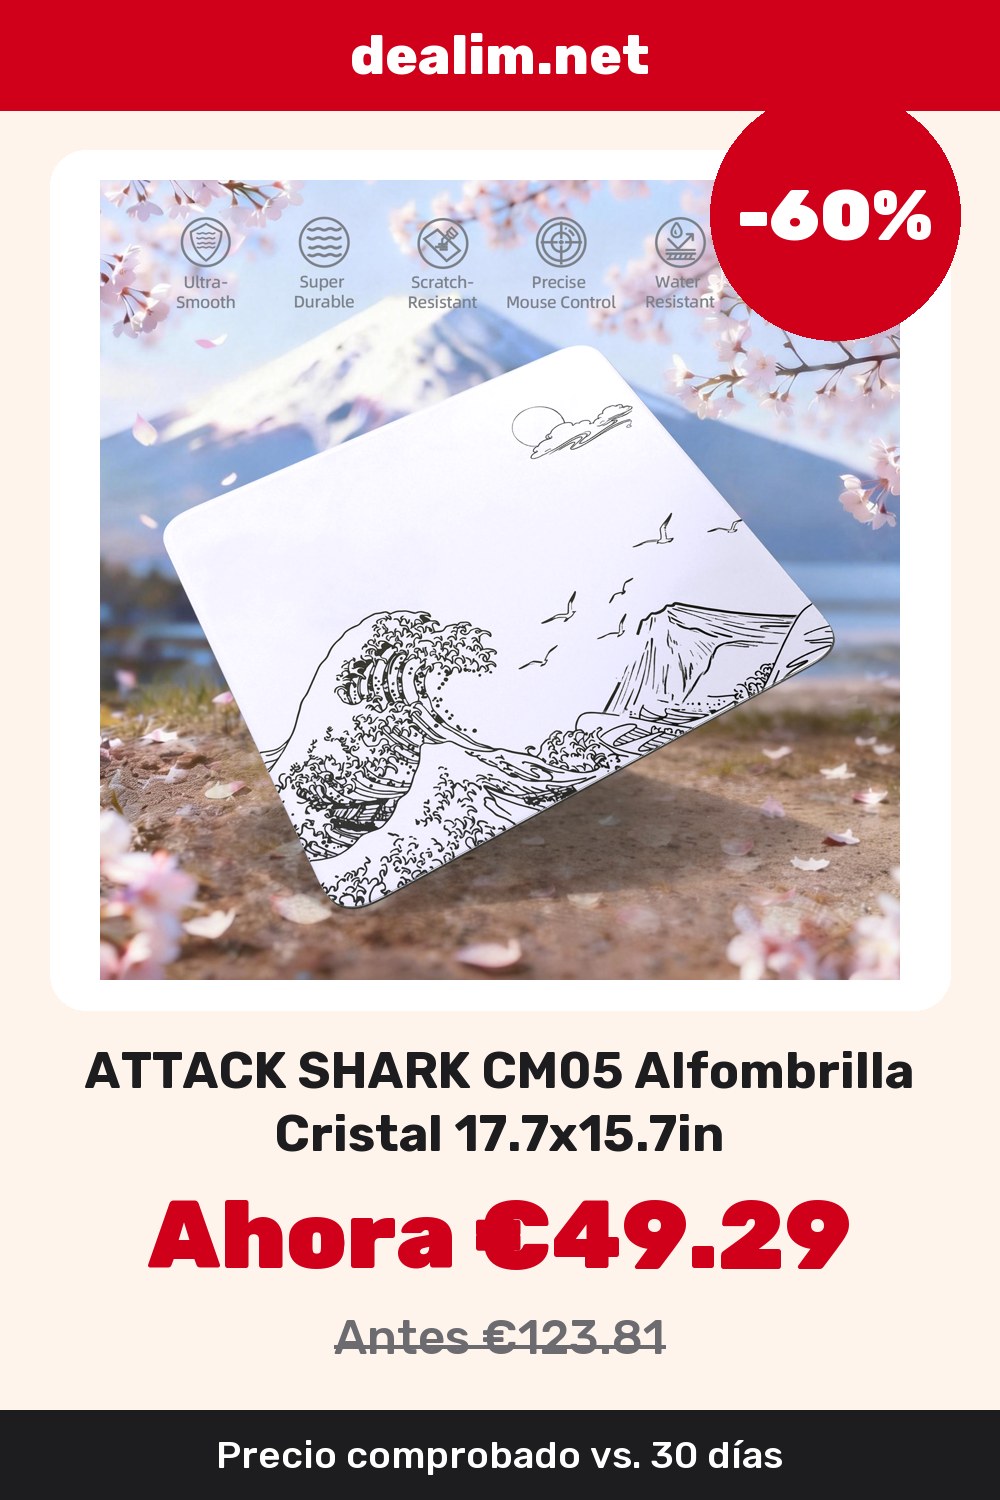 dealim.net
-60%
Ultra-
Smooth
Super
Durable
Scratch-
Resistant
Precise
Mouse Control
Water
Resistant
ATTACK SHARK CM05 Alfombrilla
Cristal 17.7x15.7in
Ahora €49.29
Antes €123.81
Precio comprobado vs. 30 días